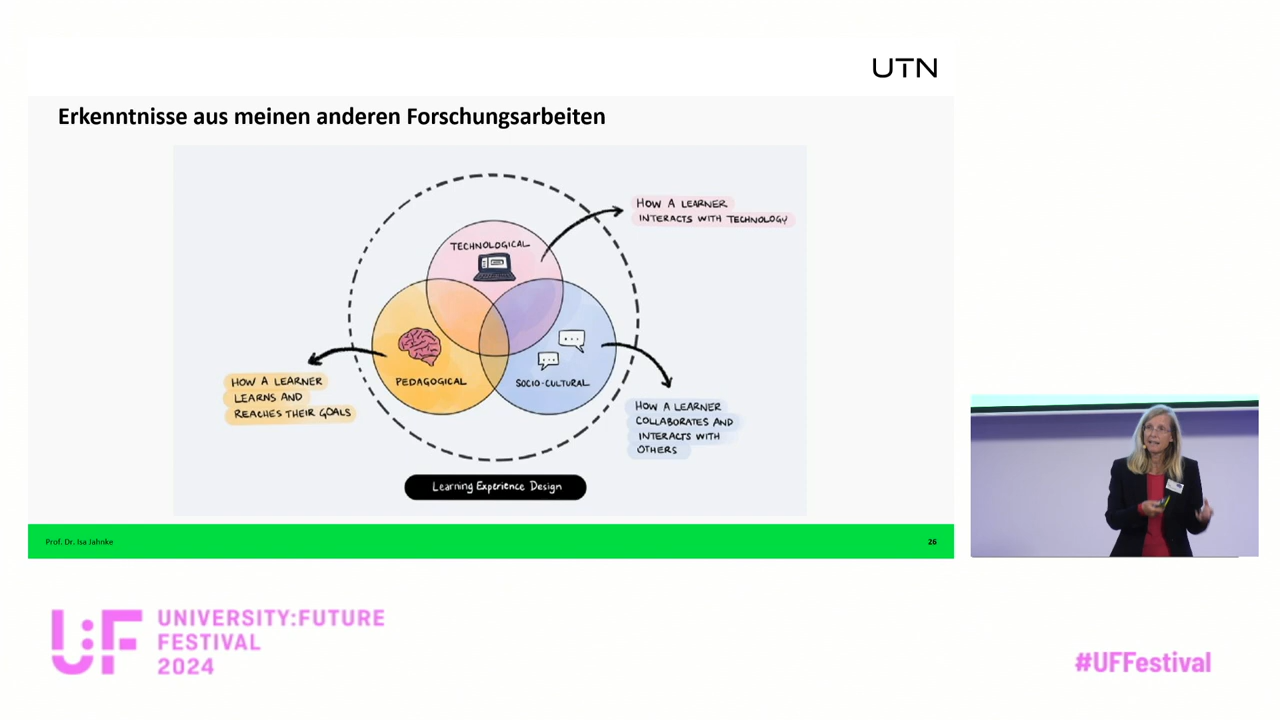 UTN
Erkenntnisse aus meinen anderen Forschungsarbeiten
TECHNOLOGICAL
HOW A LEARNER
INTERACTS WITH TECHNOLOGY
PEDAGOGICAL
HOW A LEARNER
LEARNS AND
REACHES THEIR GOALS
SOCIO-CULTURAL
HOW A LEARNER
COLLABORATES AND
INTERACTS WITH
OTHERS
Learning Experience Design
Prof. Dr. Isa Jahnke
26
U:F
UNIVERSITY:FUTURE
FESTIVAL
2024
#UFFestival